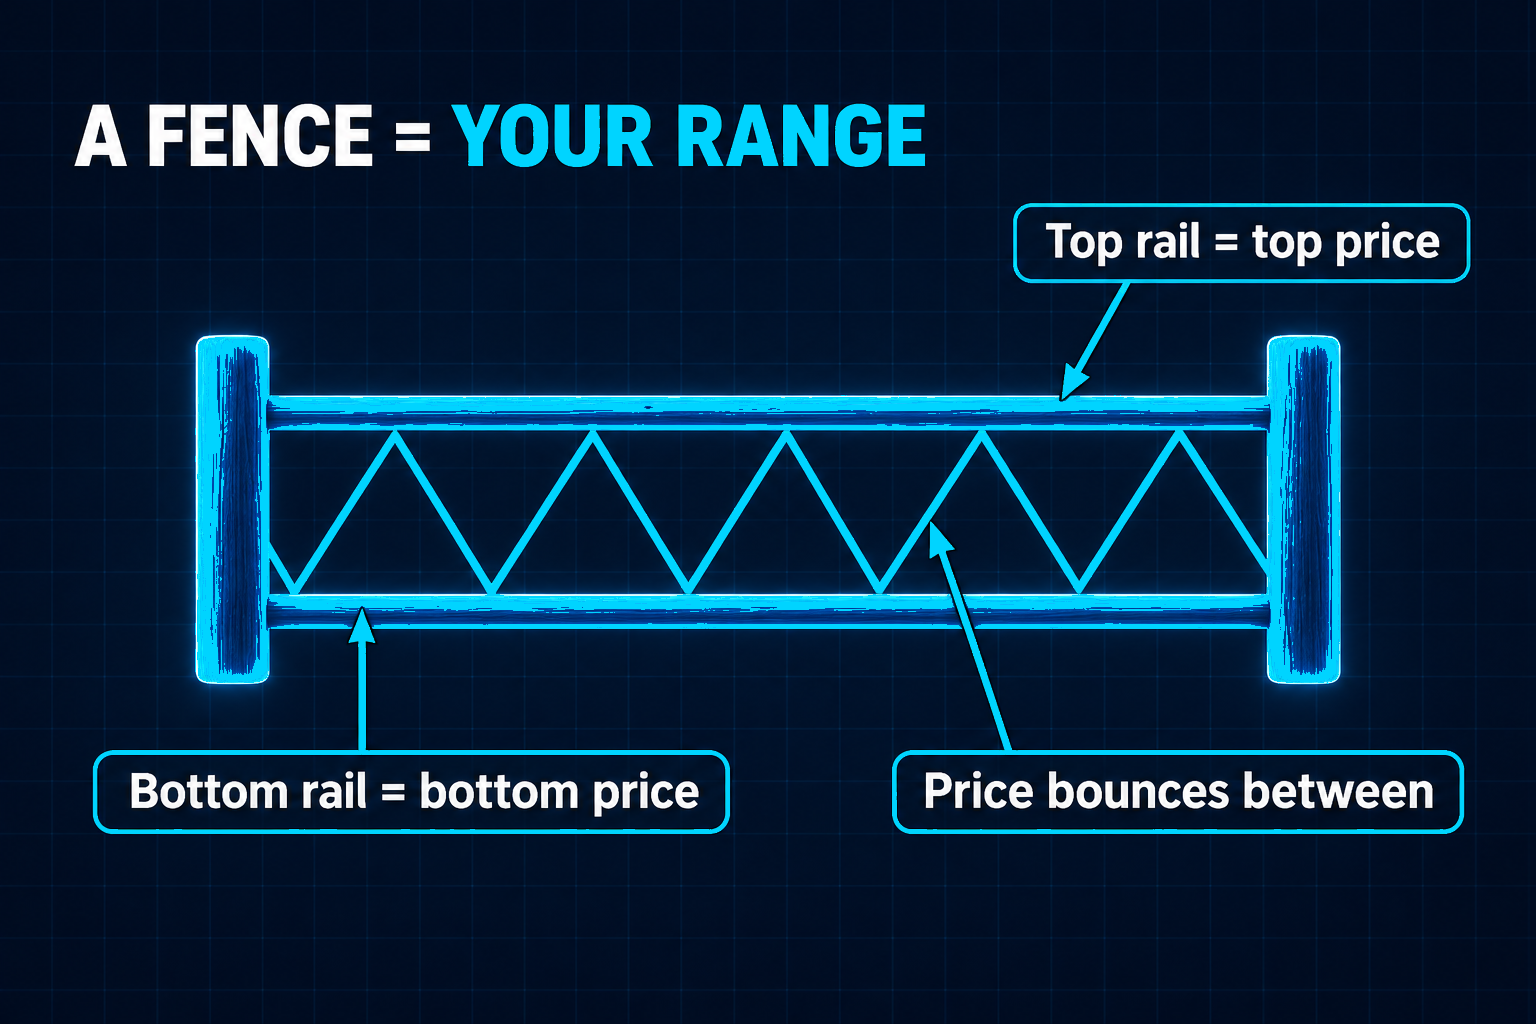 A FENCE = YOUR RANGE
Top rail = top price
Bottom rail = bottom price
Price bounces between